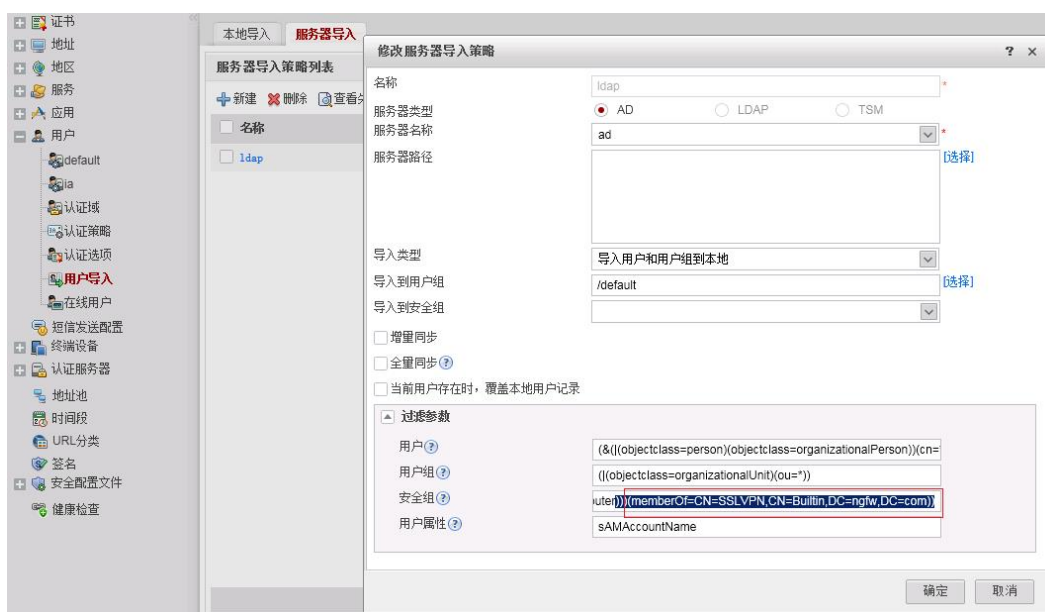 证书
地址
地区
服务
应用
用户
default
ia
认证域
认证策略
认证选项
用户导入
在线用户
短信发送配置
终端设备
认证服务器
地址池
时间段
URL分类
签名
安全配置文件
健康检查
本地导入 服务器导入
服务器导入策略列表
新建 删除 查看
名称
ldap
修改服务器导入策略 ? ×
名称 ldap *
服务器类型 AD LDAP TSM
服务器名称 ad *
服务器路径 [选择]
导入类型 导入用户和用户组到本地
导入到用户组 /default [选择]
导入到安全组
增量同步
全量同步 ?
当前用户存在时，覆盖本地用户记录
过滤参数
用户 ? (&(|(objectclass=person)(objectclass=organizationalPerson))(cn=
用户组 ? (|(objectclass=organizationalUnit)(ou=*))
安全组 ? outer)))(memberOf=CN=SSLVPN,CN=Builtin,DC=ngfw,DC=com))
用户属性 ? sAMAccountName
确定 取消